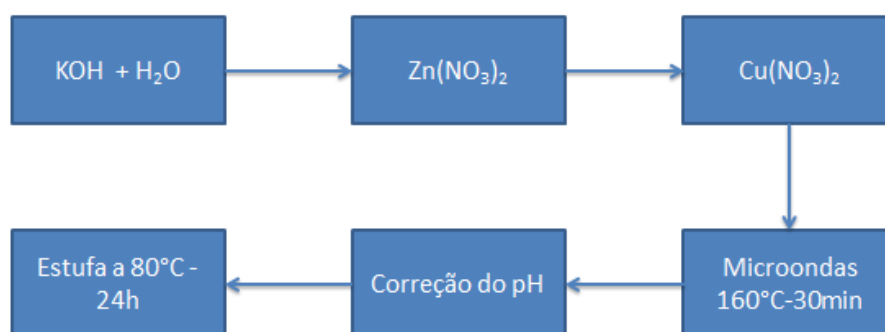 KOH + H₂O
Zn(NO₃)₂
Cu(NO₃)₂
Microondas
160°C-30min
Correção do pH
Estufa a 80°C -
24h